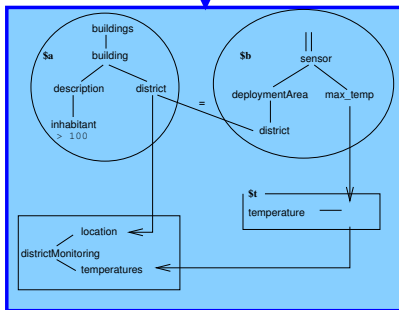 buildings
$a
building
description
district
inhabitant
> 100
=
$b
sensor
deploymentArea
max_temp
district
$t
temperature
location
districtMonitoring
temperatures